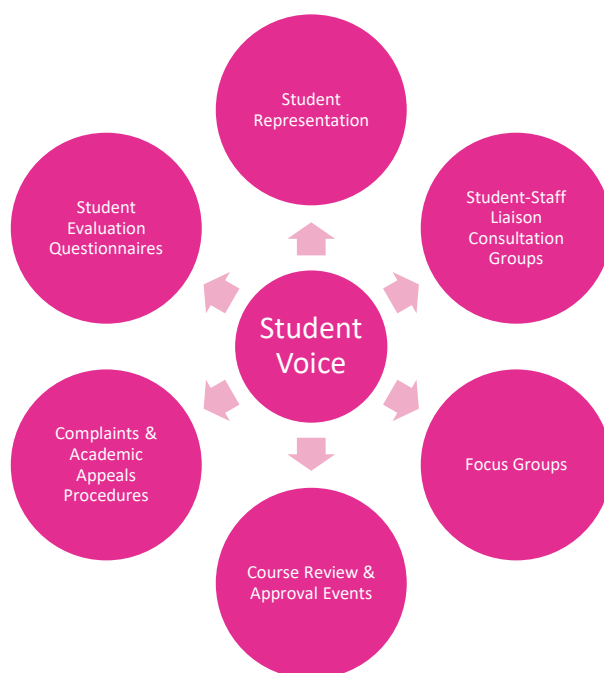 Student
Representation
Student-Staff
Liaison
Consultation
Groups
Focus Groups
Course Review &
Approval Events
Complaints &
Academic
Appeals
Procedures
Student
Evaluation
Questionnaires
Student
Voice